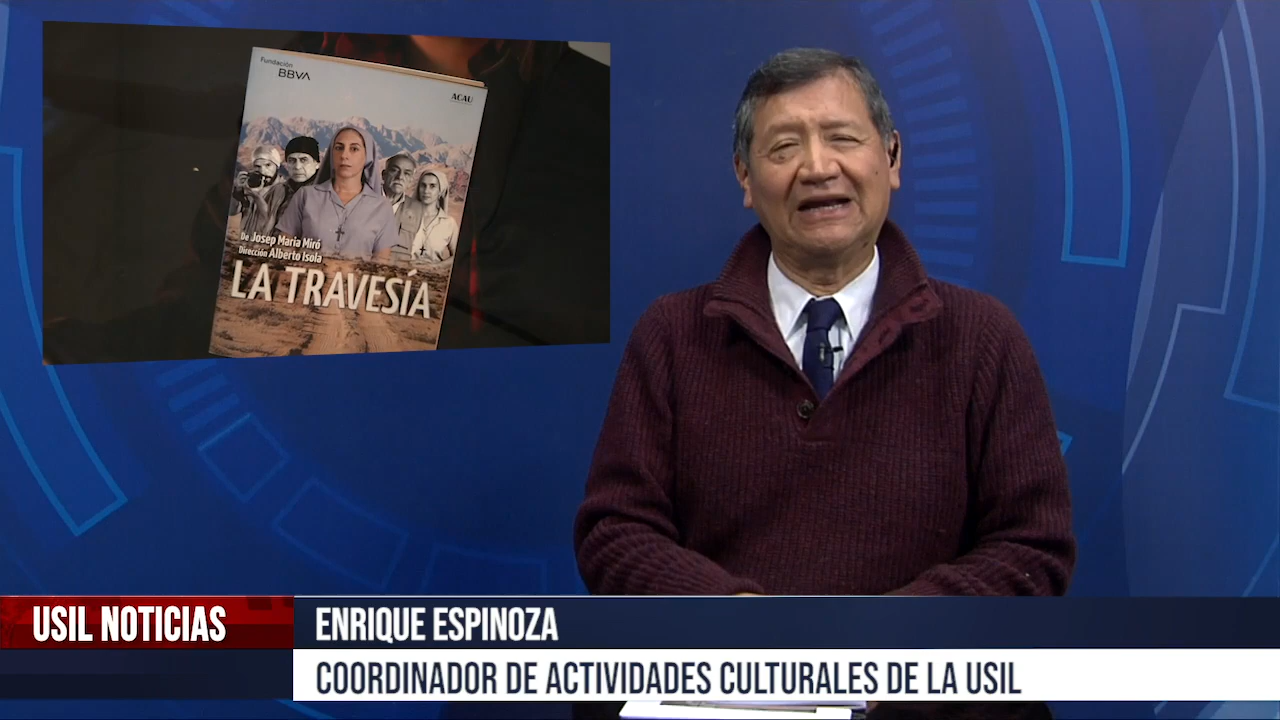 Fundación
BBVA
ACAU
De Josep Maria Miró
Dirección Alberto Isola
LA TRAVESÍA
USIL NOTICIAS
ENRIQUE ESPINOZA
COORDINADOR DE ACTIVIDADES CULTURALES DE LA USIL